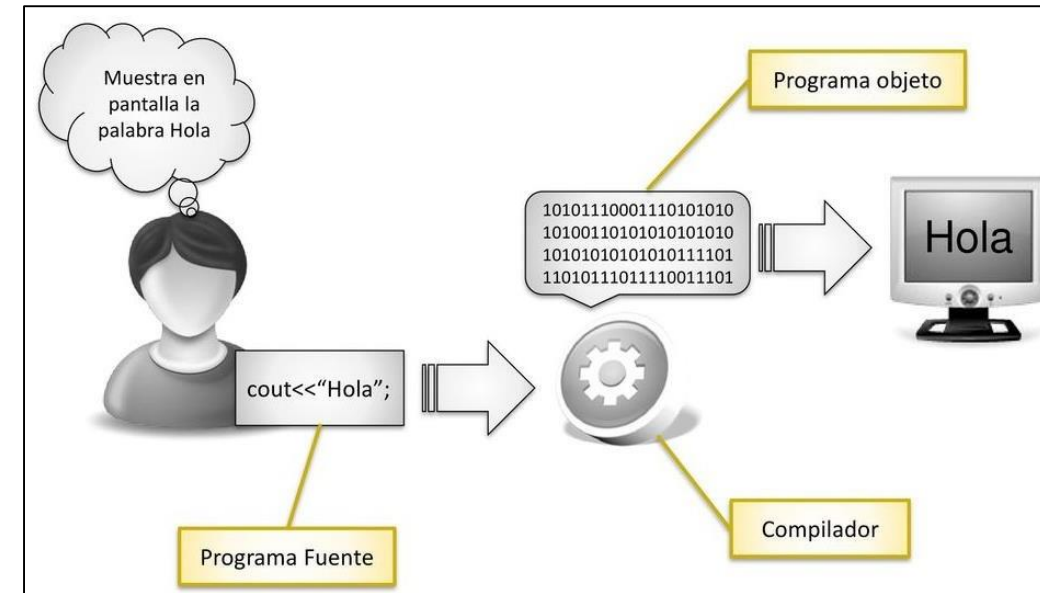 Muestra en
pantalla la
palabra Hola
cout<<“Hola”;
Programa Fuente
Programa objeto
10101110001110101010
10100110101010101010
10101010101010111101
11010111011110011101
Compilador
Hola